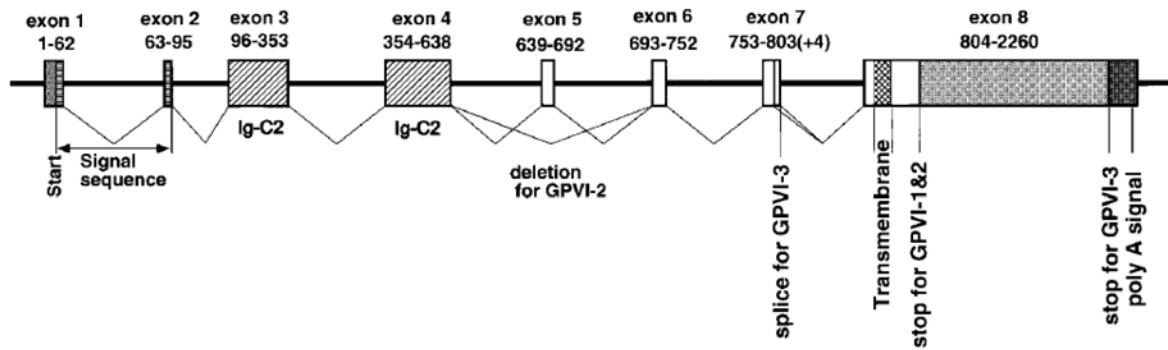 exon 1 exon 2 exon 3 exon 4 exon 5 exon 6 exon 7 exon 8
1-62 63-95 96-353 354-638 639-692 693-752 753-803(+4) 804-2260
Ig-C2 Ig-C2
Start
Signal
sequence
deletion
for GPVI-2
splice for GPVI-3
Transmembrane
stop for GPVI-1&2
stop for GPVI-3
poly A signal